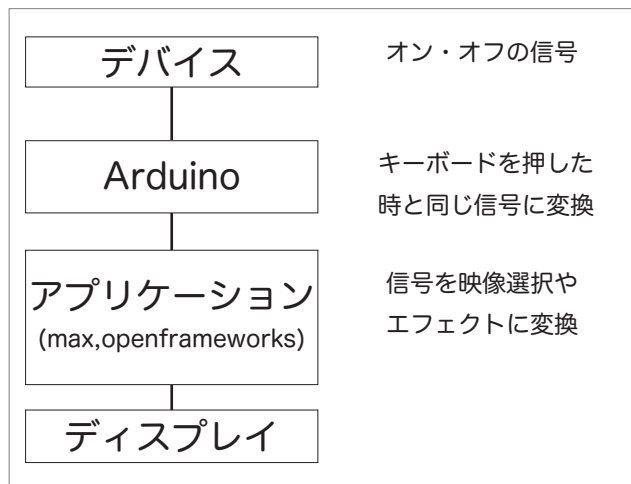 デバイス
オン・オフの信号
Arduino
キーボードを押した
時と同じ信号に変換
アプリケーション
(max,openframeworks)
信号を映像選択や
エフェクトに変換
ディスプレイ